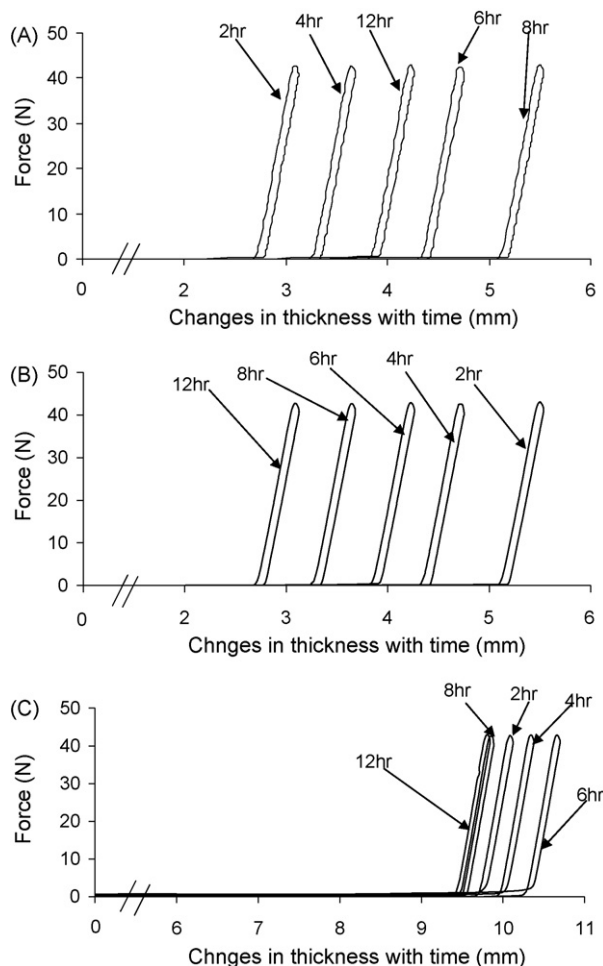 (A)
50
40
30
20
10
0
Force (N)
2hr
4hr
12hr
6hr
8hr
0 2 3 4 5 6
Changes in thickness with time (mm)
(B)
50
40
30
20
10
0
Force (N)
12hr
8hr
6hr
4hr
2hr
0 2 3 4 5 6
Chnges in thickness with time (mm)
(C)
50
40
30
20
10
0
Force (N)
12hr
8hr
2hr
4hr
6hr
0 6 7 8 9 10 11
Chnges in thickness with time (mm)